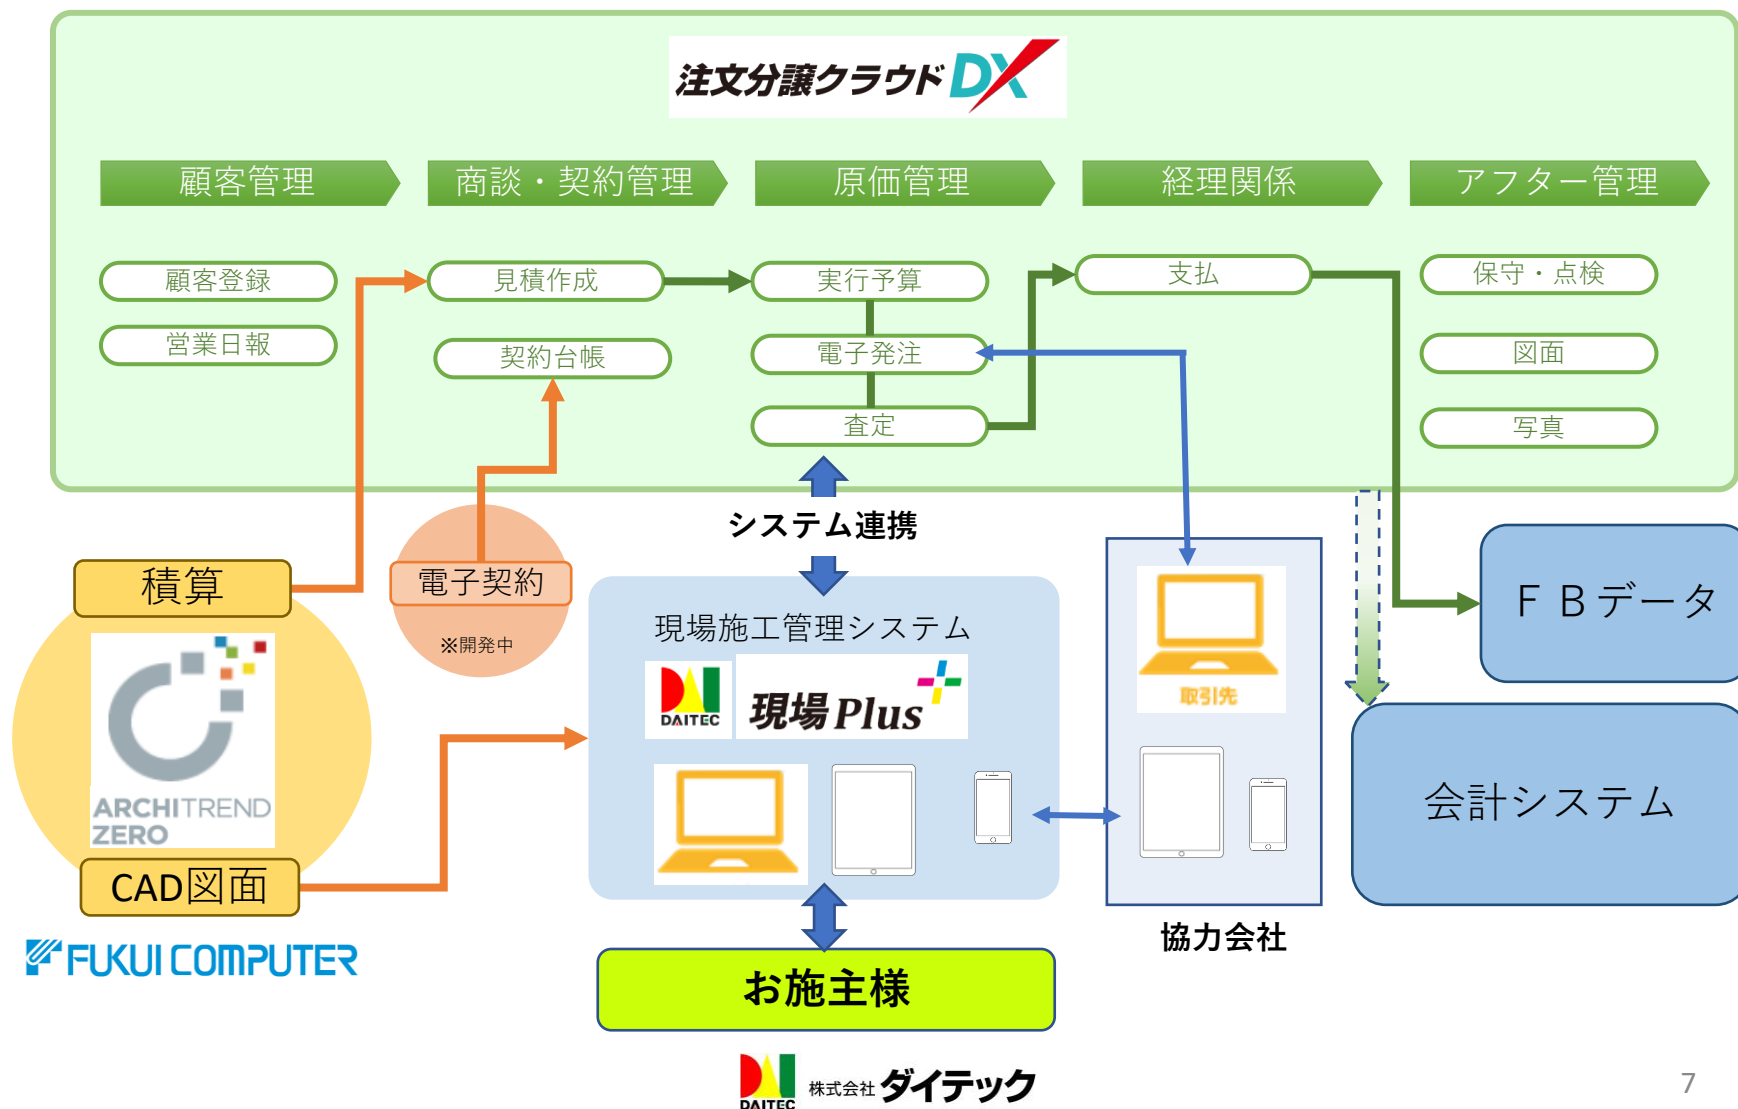 注文分譲クラウドDX
顧客管理
商談・契約管理
原価管理
経理関係
アフター管理
顧客登録
見積作成
実行予算
支払
保守・点検
営業日報
契約台帳
電子発注
図面
査定
写真
システム連携
積算
電子契約
※開発中
現場施工管理システム
DAITEC
現場Plus
取引先
ＦＢデータ
ARCHITREND
ZERO
会計システム
CAD図面
FUKUI COMPUTER
協力会社
お施主様
DAITEC
株式会社ダイテック
7